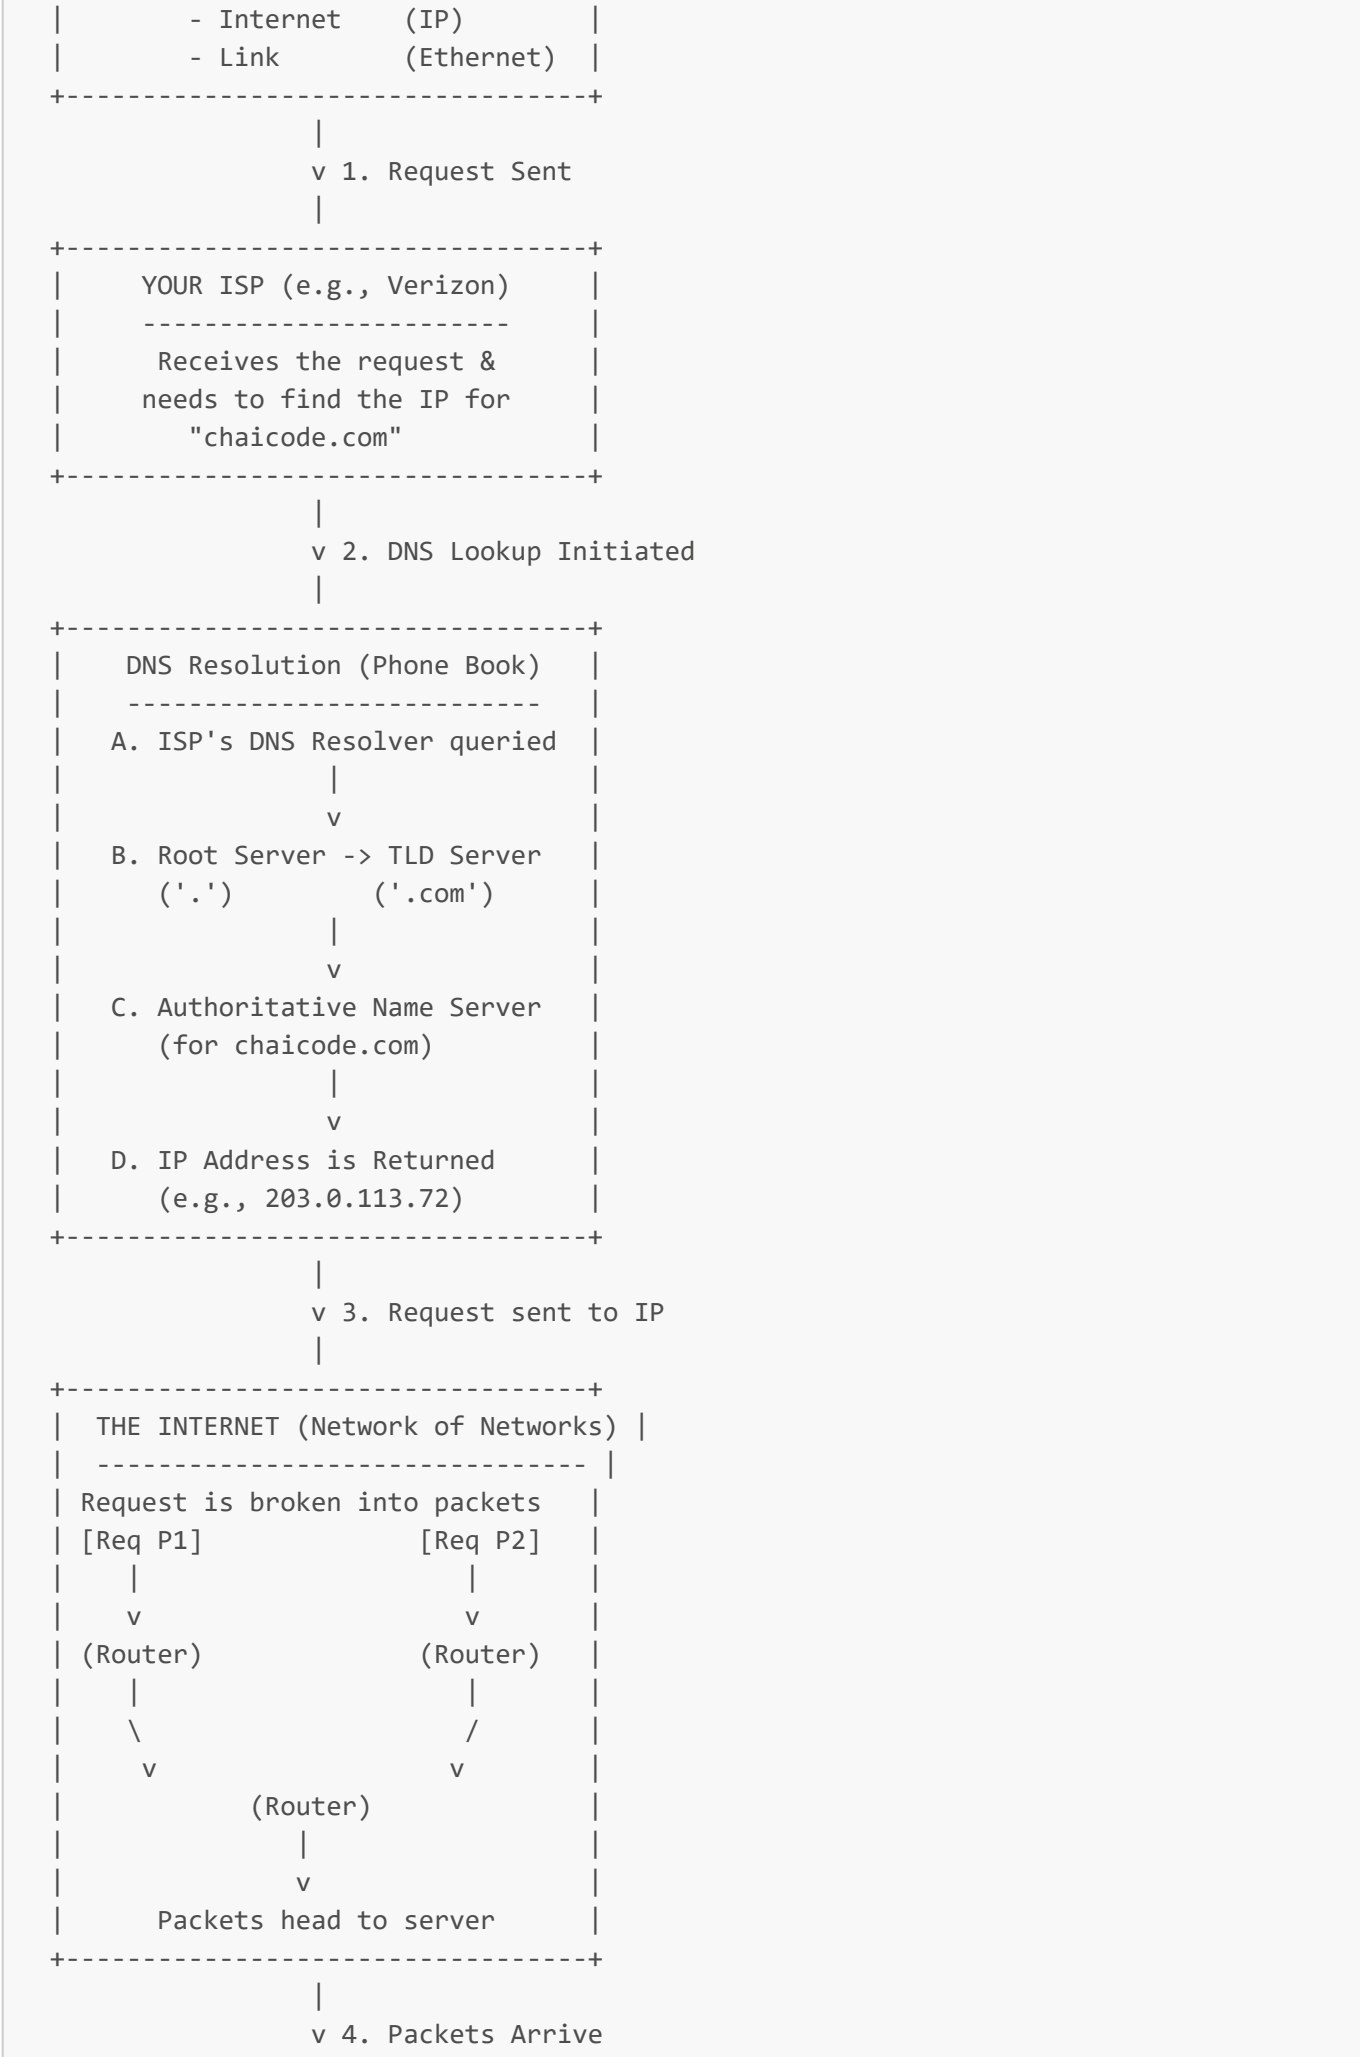 |        - Internet    (IP)        |
|        - Link        (Ethernet)  |
+----------------------------------+
                 |
                 v 1. Request Sent
                 |
+----------------------------------+
|     YOUR ISP (e.g., Verizon)     |
|     ------------------------     |
|      Receives the request &      |
|     needs to find the IP for     |
|        "chaicode.com"            |
+----------------------------------+
                 |
                 v 2. DNS Lookup Initiated
                 |
+----------------------------------+
|    DNS Resolution (Phone Book)   |
|    ---------------------------   |
|   A. ISP's DNS Resolver queried  |
|                 |                |
|                 v                |
|   B. Root Server -> TLD Server   |
|      ('.')         ('.com')      |
|                 |                |
|                 v                |
|   C. Authoritative Name Server   |
|      (for chaicode.com)          |
|                 |                |
|                 v                |
|   D. IP Address is Returned      |
|      (e.g., 203.0.113.72)        |
+----------------------------------+
                 |
                 v 3. Request sent to IP
                 |
+----------------------------------+
|  THE INTERNET (Network of Networks) |
|  -------------------------------- |
| Request is broken into packets   |
| [Req P1]              [Req P2]   |
|    |                     |       |
|    v                     v       |
| (Router)              (Router)   |
|    |                     |       |
|    \                     /       |
|     v                   v        |
|            (Router)              |
|               |                  |
|               v                  |
|      Packets head to server      |
+----------------------------------+
                 |
                 v 4. Packets Arrive